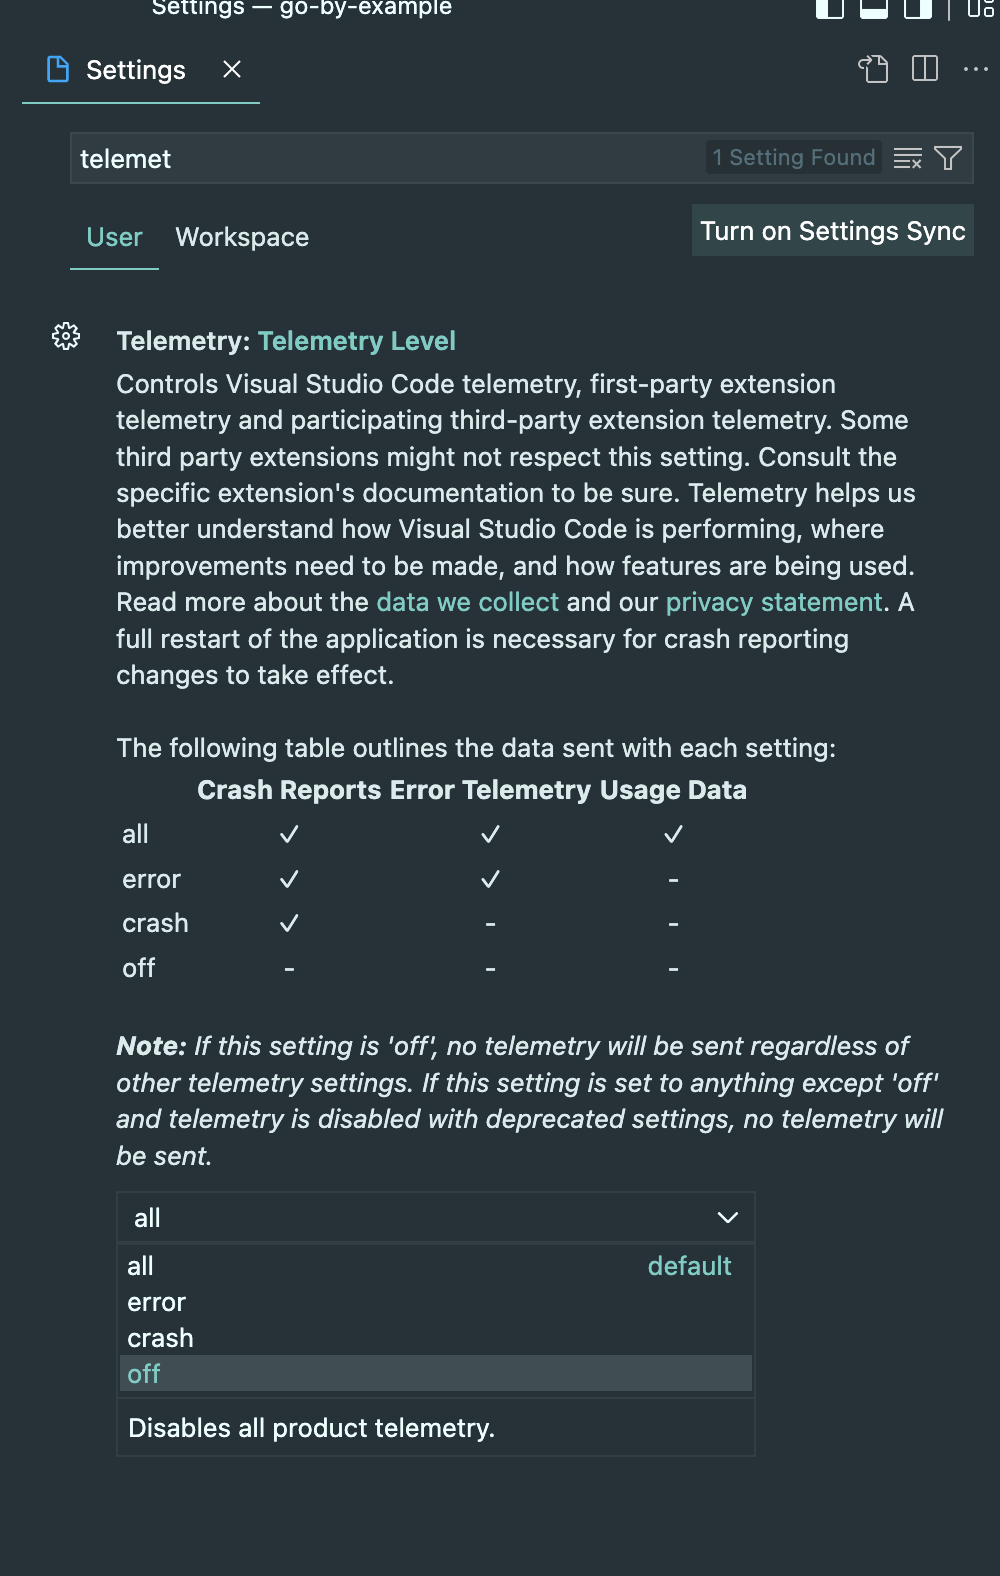 Settings — go-by-example
Settings
telemet
1 Setting Found
User Workspace
Turn on Settings Sync
Telemetry: Telemetry Level
Controls Visual Studio Code telemetry, first-party extension
telemetry and participating third-party extension telemetry. Some
third party extensions might not respect this setting. Consult the
specific extension's documentation to be sure. Telemetry helps us
better understand how Visual Studio Code is performing, where
improvements need to be made, and how features are being used.
Read more about the data we collect and our privacy statement. A
full restart of the application is necessary for crash reporting
changes to take effect.
The following table outlines the data sent with each setting:
Crash Reports Error Telemetry Usage Data
all ✓ ✓ ✓
error ✓ ✓ -
crash ✓ - -
off - - -
Note: If this setting is 'off', no telemetry will be sent regardless of
other telemetry settings. If this setting is set to anything except 'off'
and telemetry is disabled with deprecated settings, no telemetry will
be sent.
all
all default
error
crash
off
Disables all product telemetry.